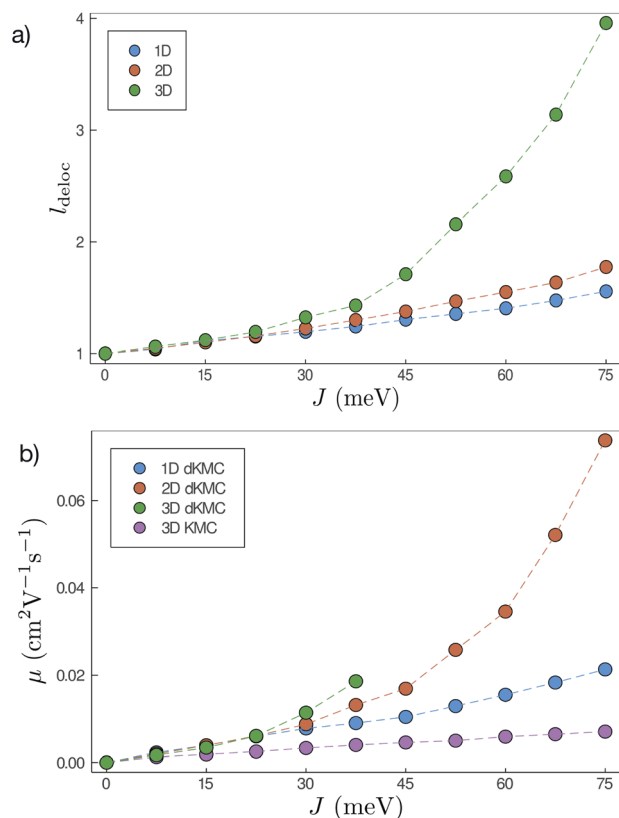 a)
4
3
2
1
l_deloc
1D
2D
3D
0 15 30 45 60 75
J (meV)
b)
0.06
0.04
0.02
0.00
μ (cm²V⁻¹s⁻¹)
1D dKMC
2D dKMC
3D dKMC
3D KMC
0 15 30 45 60 75
J (meV)